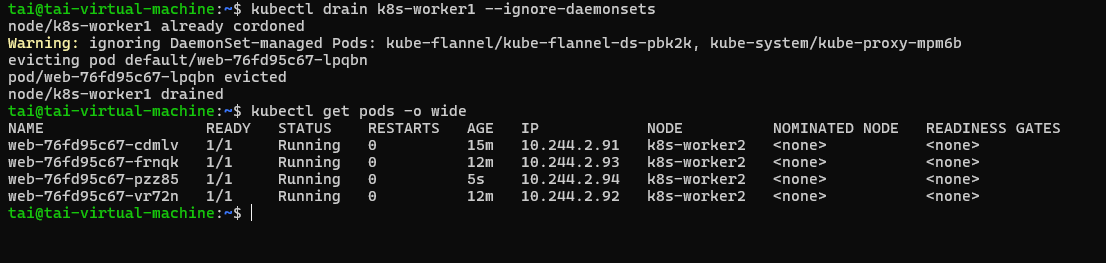 tai@tai-virtual-machine:~$ kubectl drain k8s-worker1 --ignore-daemonsets
node/k8s-worker1 already cordoned
Warning: ignoring DaemonSet-managed Pods: kube-flannel/kube-flannel-ds-pbk2k, kube-system/kube-proxy-mpm6b
evicting pod default/web-76fd95c67-lpqbn
pod/web-76fd95c67-lpqbn evicted
node/k8s-worker1 drained
tai@tai-virtual-machine:~$ kubectl get pods -o wide
NAME                  READY   STATUS    RESTARTS   AGE   IP            NODE          NOMINATED NODE   READINESS GATES
web-76fd95c67-cdmlv   1/1     Running   0          15m   10.244.2.91   k8s-worker2   <none>           <none>
web-76fd95c67-frnqk   1/1     Running   0          12m   10.244.2.93   k8s-worker2   <none>           <none>
web-76fd95c67-pzz85   1/1     Running   0          5s    10.244.2.94   k8s-worker2   <none>           <none>
web-76fd95c67-vr72n   1/1     Running   0          12m   10.244.2.92   k8s-worker2   <none>           <none>
tai@tai-virtual-machine:~$